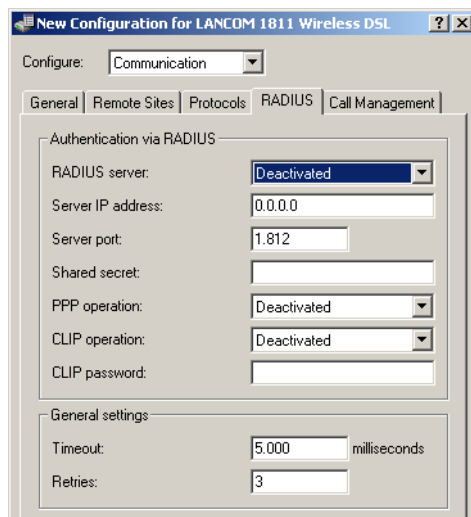 New Configuration for LANCOM 1811 Wireless DSL
Configure: Communication
General Remote Sites Protocols RADIUS Call Management
Authentication via RADIUS
RADIUS server: Deactivated
Server IP address: 0.0.0.0
Server port: 1.812
Shared secret:
PPP operation: Deactivated
CLIP operation: Deactivated
CLIP password:
General settings
Timeout: 5.000 milliseconds
Retries: 3